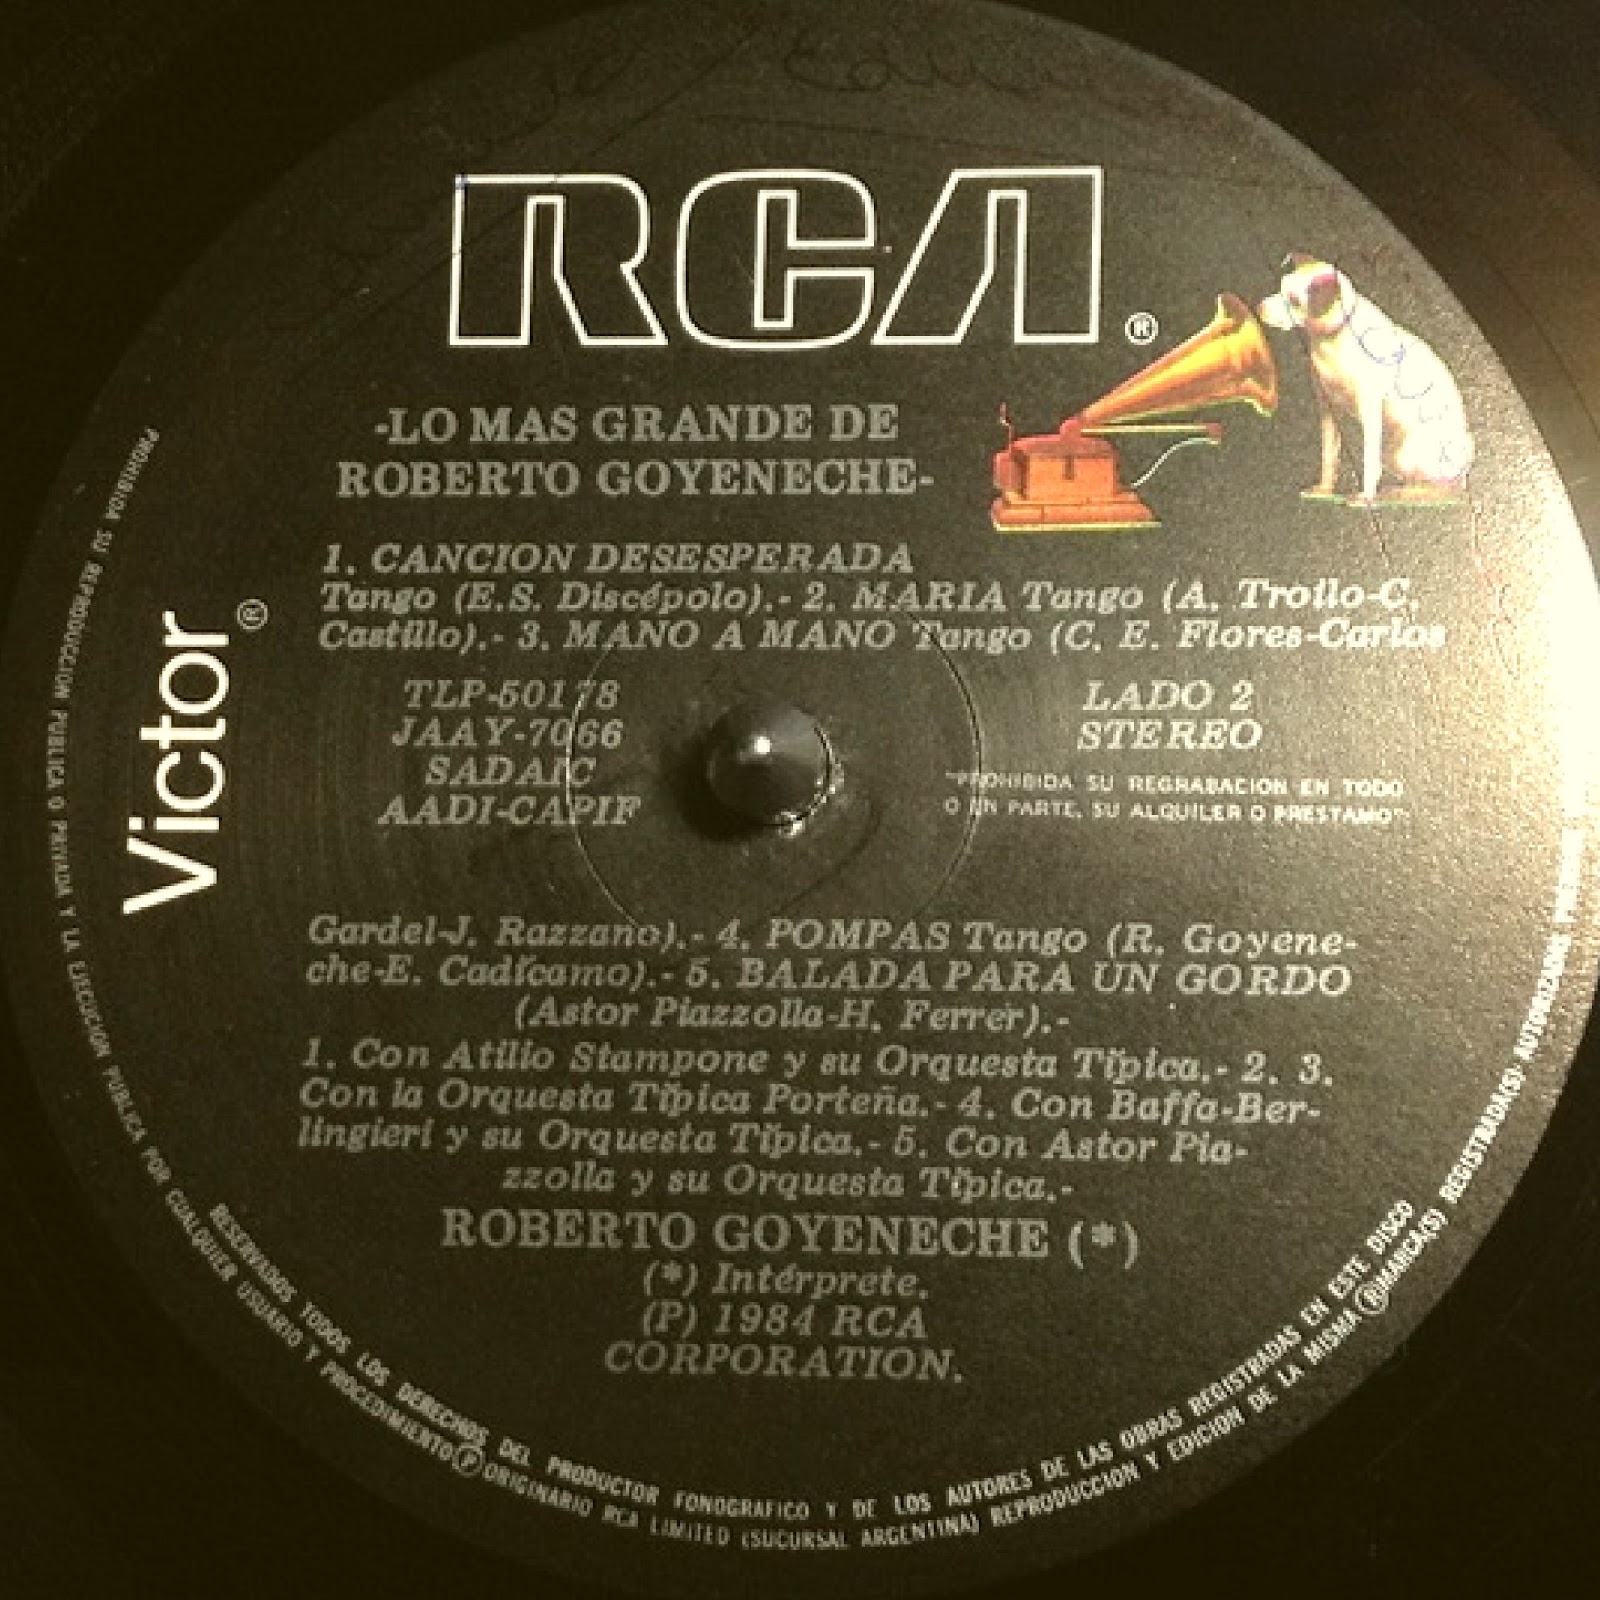 RCA®
Victor®
-LO MAS GRANDE DE
ROBERTO GOYENECHE-
1. CANCION DESESPERADA
Tango (E.S. Discépolo).- 2. MARIA Tango (A. Troilo-C.
Castillo).- 3. MANO A MANO Tango (C. E. Flores-Carlos
TLP-50178
JAAY-7066
SADAIC
AADI-CAPIF
LADO 2
STEREO
"PROHIBIDA SU REGRABACION EN TODO
O EN PARTE, SU ALQUILER O PRESTAMO"
Gardel-J. Razzano).- 4. POMPAS Tango (R. Goyene-
che-E. Cadícamo).- 5. BALADA PARA UN GORDO
(Astor Piazzolla-H. Ferrer).-
1. Con Atilio Stampone y su Orquesta Típica.- 2. 3.
Con la Orquesta Típica Porteña.- 4. Con Baffa-Ber-
lingieri y su Orquesta Típica.- 5. Con Astor Pia-
zzolla y su Orquesta Típica.-
ROBERTO GOYENECHE (*)
(*) Intérprete.
(P) 1984 RCA
CORPORATION.
PROHIBIDA SU REPRODUCCION PUBLICA O PRIVADA Y LA EJECUCION PUBLICA POR CUALQUIER USUARIO Y PROCEDIMIENTO Ⓟ ORIGINARIO RCA LIMITED (SUCURSAL ARGENTINA) REPRODUCCION Y EDICION DE LA MISMA ® MARCA(S) REGISTRADA(S)
RESERVADOS TODOS LOS DERECHOS DEL PRODUCTOR FONOGRAFICO Y DE LOS AUTORES DE LAS OBRAS REGISTRADAS EN ESTE DISCO